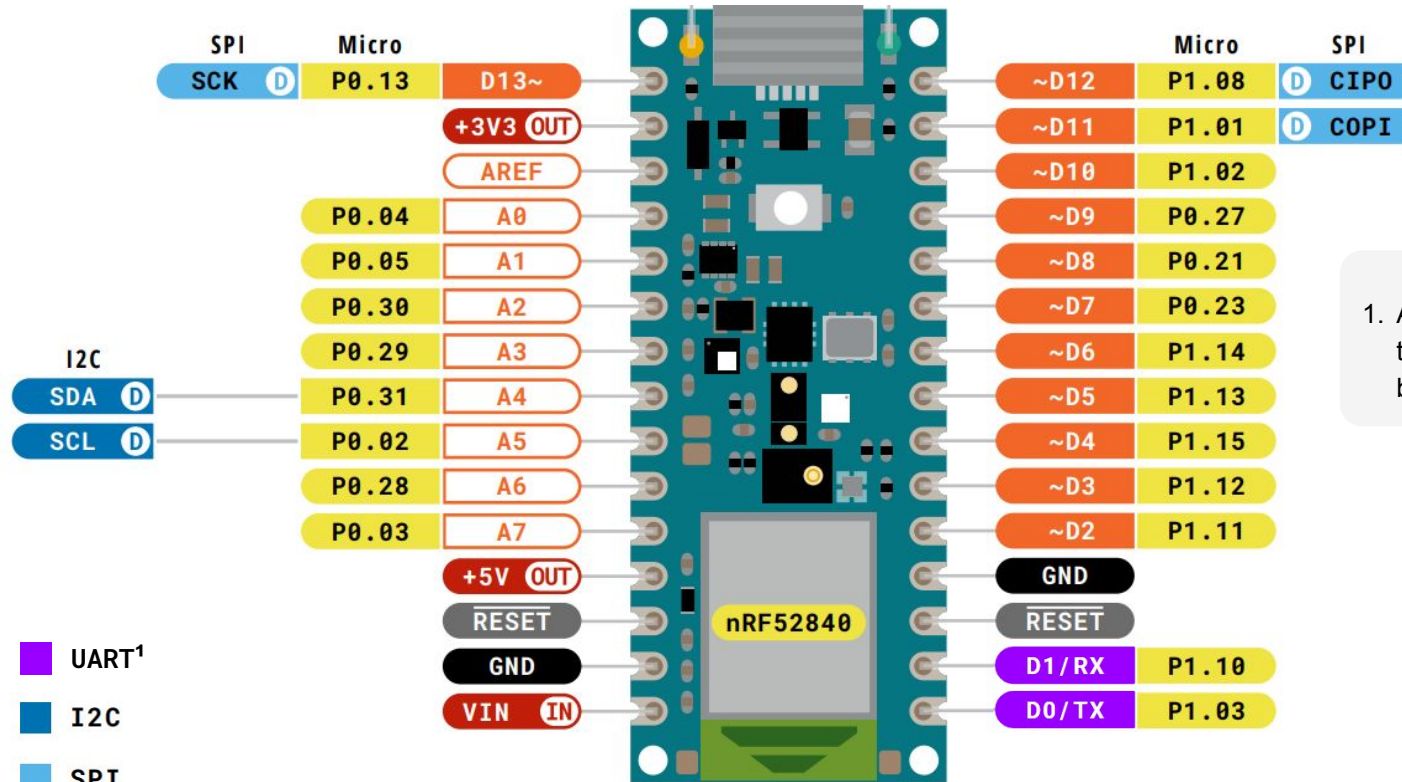 SPI Micro
SCK D P0.13 D13~
+3V3 OUT
AREF
P0.04 A0
P0.05 A1
P0.30 A2
P0.29 A3
I2C
SDA D P0.31 A4
SCL D P0.02 A5
P0.28 A6
P0.03 A7
+5V OUT
RESET
GND
VIN IN
UART¹
I2C
SPI
nRF52840
Micro SPI
~D12 P1.08 D CIPO
~D11 P1.01 D COPI
~D10 P1.02
~D9 P0.27
~D8 P0.21
~D7 P0.23
~D6 P1.14
~D5 P1.13
~D4 P1.15
~D3 P1.12
~D2 P1.11
GND
RESET
D1/RX P1.10
D0/TX P1.03
1.